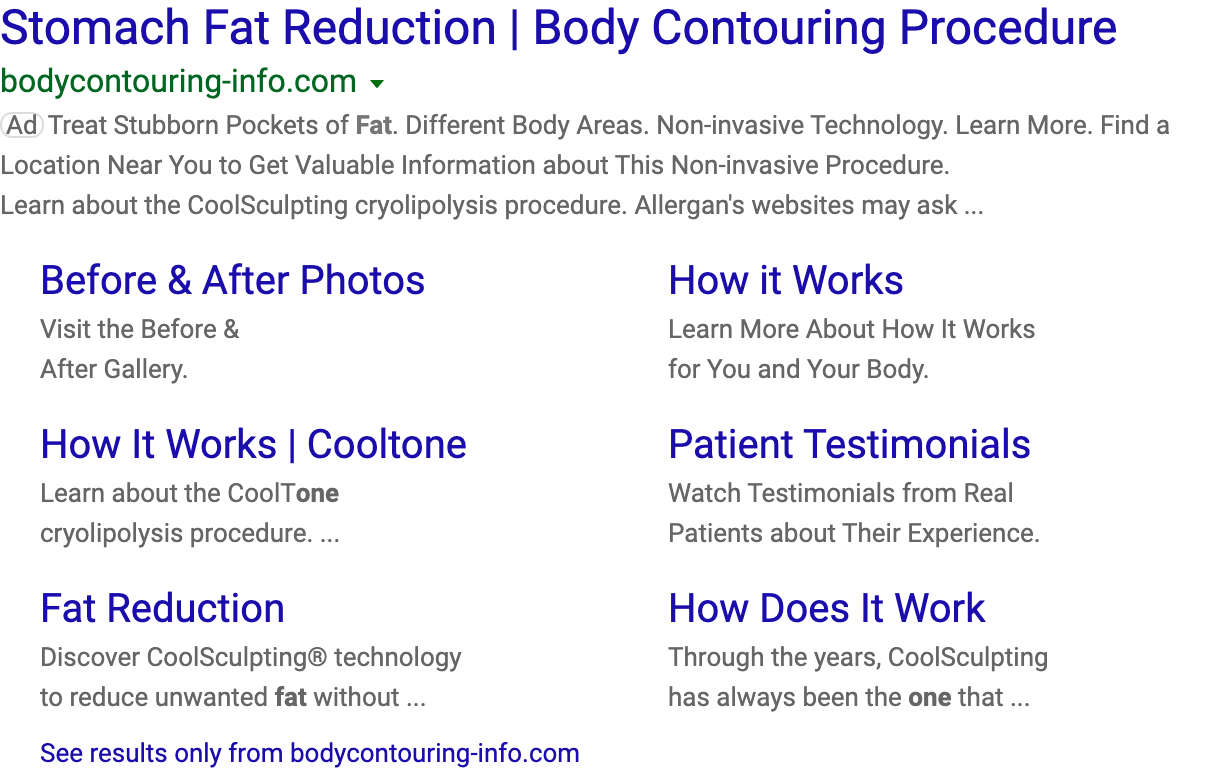 Stomach Fat Reduction | Body Contouring Procedure
bodycontouring-info.com
Ad Treat Stubborn Pockets of Fat. Different Body Areas. Non-invasive Technology. Learn More. Find a
Location Near You to Get Valuable Information about This Non-invasive Procedure.
Learn about the CoolSculpting cryolipolysis procedure. Allergan's websites may ask ...
Before & After Photos
Visit the Before &
After Gallery.
How it Works
Learn More About How It Works
for You and Your Body.
How It Works | Cooltone
Learn about the CoolTone
cryolipolysis procedure. ...
Patient Testimonials
Watch Testimonials from Real
Patients about Their Experience.
Fat Reduction
Discover CoolSculpting® technology
to reduce unwanted fat without ...
How Does It Work
Through the years, CoolSculpting
has always been the one that ...
See results only from bodycontouring-info.com